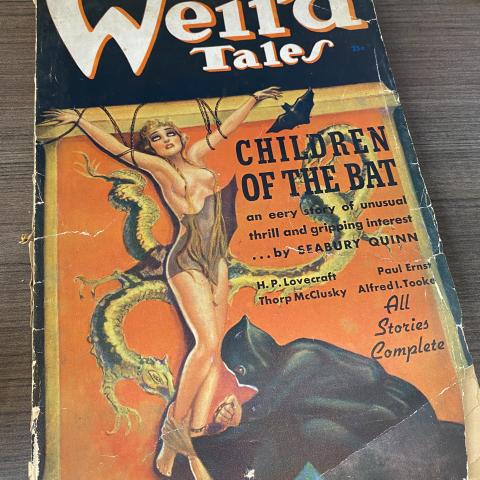 Weird
Tales
25c
CHILDREN
OF THE BAT
an eery story of unusual
thrill and gripping interest
...by SEABURY QUINN
H. P. Lovecraft Paul Ernst
Thorp McClusky Alfred I. Tooke
All
Stories
Complete